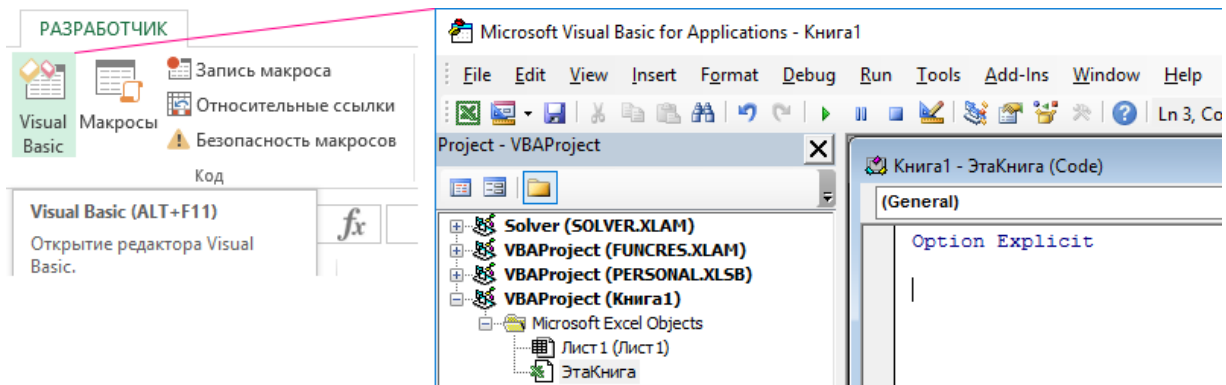 РАЗРАБОТЧИК
Visual Basic
Макросы
Запись макроса
Относительные ссылки
Безопасность макросов
Код
Visual Basic (ALT+F11)
Открытие редактора Visual
Basic.
fx
Microsoft Visual Basic for Applications - Книга1
File Edit View Insert Format Debug Run Tools Add-Ins Window Help
Ln 3, Co
Project - VBAProject
Solver (SOLVER.XLAM)
VBAProject (FUNCRES.XLAM)
VBAProject (PERSONAL.XLSB)
VBAProject (Книга1)
Microsoft Excel Objects
Лист1 (Лист1)
ЭтаКнига
Книга1 - ЭтаКнига (Code)
(General)
Option Explicit